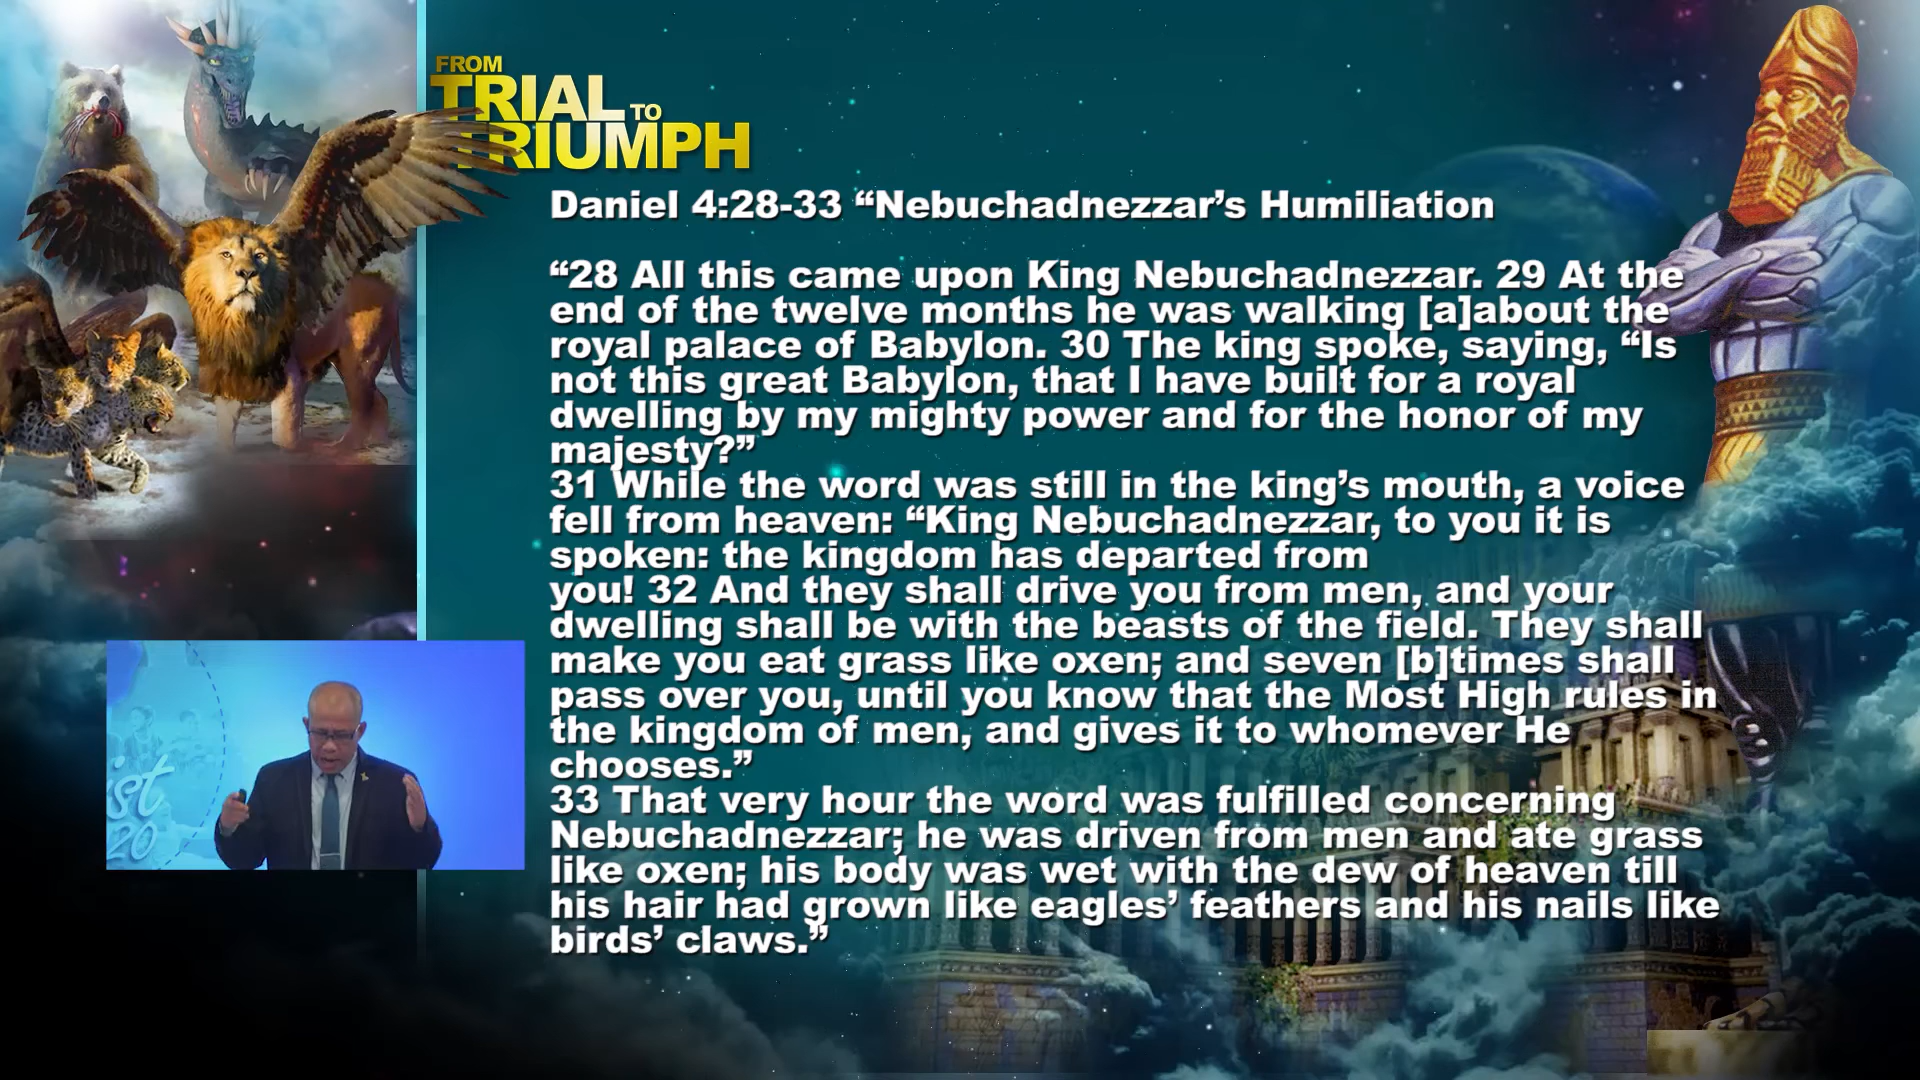 FROM
TRIAL TO
TRIUMPH
Daniel 4:28-33 “Nebuchadnezzar’s Humiliation
“28 All this came upon King Nebuchadnezzar. 29 At the
end of the twelve months he was walking [a]about the
royal palace of Babylon. 30 The king spoke, saying, “Is
not this great Babylon, that I have built for a royal
dwelling by my mighty power and for the honor of my
majesty?”
31 While the word was still in the king’s mouth, a voice
fell from heaven: “King Nebuchadnezzar, to you it is
spoken: the kingdom has departed from
you! 32 And they shall drive you from men, and your
dwelling shall be with the beasts of the field. They shall
make you eat grass like oxen; and seven [b]times shall
pass over you, until you know that the Most High rules in
the kingdom of men, and gives it to whomever He
chooses.”
33 That very hour the word was fulfilled concerning
Nebuchadnezzar; he was driven from men and ate grass
like oxen; his body was wet with the dew of heaven till
his hair had grown like eagles’ feathers and his nails like
birds’ claws.”
ist
20